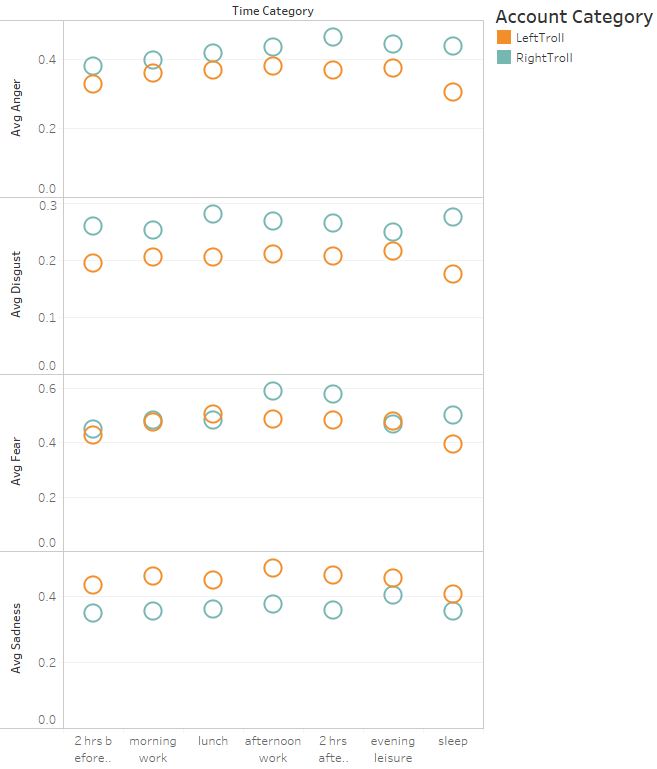 Time Category
Account Category
LeftTroll
RightTroll
Avg Anger
0.4
0.2
0.0
Avg Disgust
0.3
0.2
0.1
0.0
Avg Fear
0.6
0.4
0.2
0.0
Avg Sadness
0.4
0.2
0.0
2 hrs b
efore..
morning
work
lunch
afternoon
work
2 hrs
afte..
evening
leisure
sleep